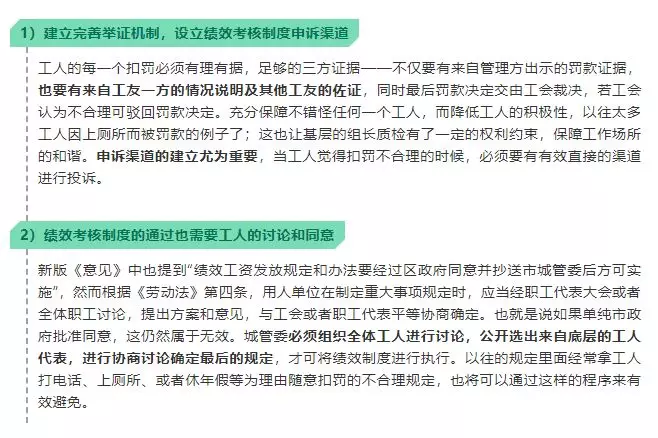 1）建立完善举证机制，设立绩效考核制度申诉渠道
工人的每一个扣罚必须有理有据，足够的三方证据——不仅要有来自管理方出示的罚款证据，
也要有来自工友一方的情况说明及其他工友的佐证，同时最后罚款决定交由工会裁决，若工会
认为不合理可驳回罚款决定。充分保障不错怪任何一个工人，而降低工人的积极性，以往太多
工人因上厕所而被罚款的例子了；这也让基层的组长质检有了一定的权利约束，保障工作场所
的和谐。申诉渠道的建立尤为重要，当工人觉得扣罚不合理的时候，必须要有有效直接的渠道
进行投诉。
2）绩效考核制度的通过也需要工人的讨论和同意
新版《意见》中也提到“绩效工资发放规定和办法要经过区政府同意并抄送市城管委后方可实
施”，然而根据《劳动法》第四条，用人单位在制定重大事项规定时，应当经职工代表大会或者
全体职工讨论，提出方案和意见，与工会或者职工代表平等协商确定。也就是说如果单纯市政
府批准同意，这仍然属于无效。城管委必须组织全体工人进行讨论，公开选出来自底层的工人
代表，进行协商讨论确定最后的规定，才可将绩效制度进行执行。以往的规定里面经常拿工人
打电话、上厕所、或者休年假等为理由随意扣罚的不合理规定，也将可以通过这样的程序来有
效避免。